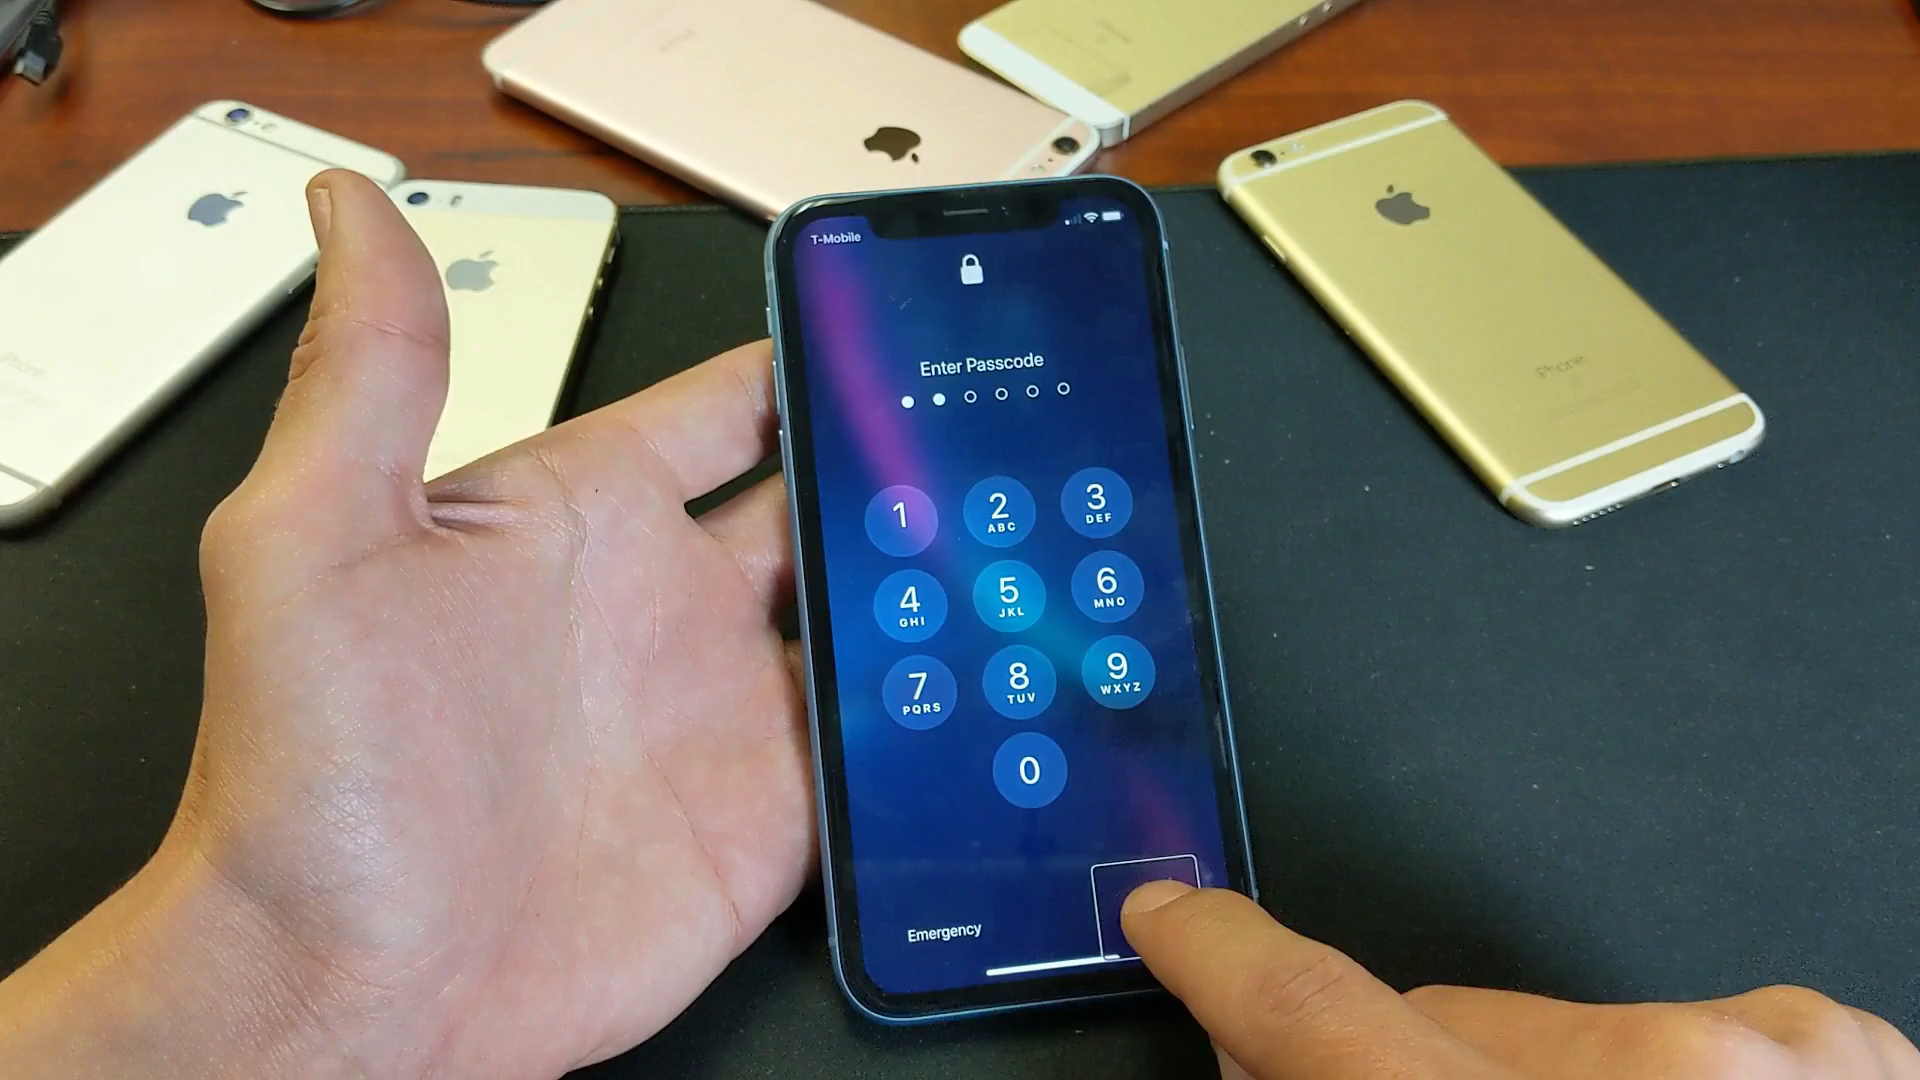 T-Mobile
Enter Passcode
1
2
ABC
3
DEF
4
GHI
5
JKL
6
MNO
7
PQRS
8
TUV
9
WXYZ
0
Emergency
iPhone